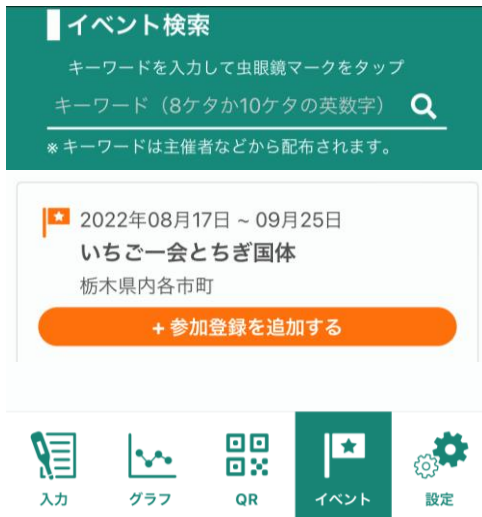 イベント検索
キーワードを入力して虫眼鏡マークをタップ
キーワード（8ケタか10ケタの英数字）
※キーワードは主催者などから配布されます。
2022年08月17日 ~ 09月25日
いちご一会とちぎ国体
栃木県内各市町
+ 参加登録を追加する
入力 グラフ QR イベント 設定